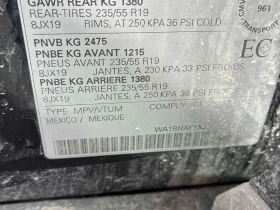 GAWR REAR KG 1380
REAR-TIRES 235/55 R19
8JX19 RIMS, AT 250 KPA 36 PSI COLD
961
PNVB KG 2475
EC
PNBE KG AVANT 1215
PNEUS AVANT 235/55 R19
8JX19 JANTES, A 230 KPA 33 PSI FROIDS
PNBE KG ARRIERE 1380
PNEUS ARRIERE 235/55 R19
8JX19 JANTES, A 250 KPA 36 PSI FROIDS
TYPE: MPV/VTUM
MEXICO / MEXIQUE
WA1BNAFY